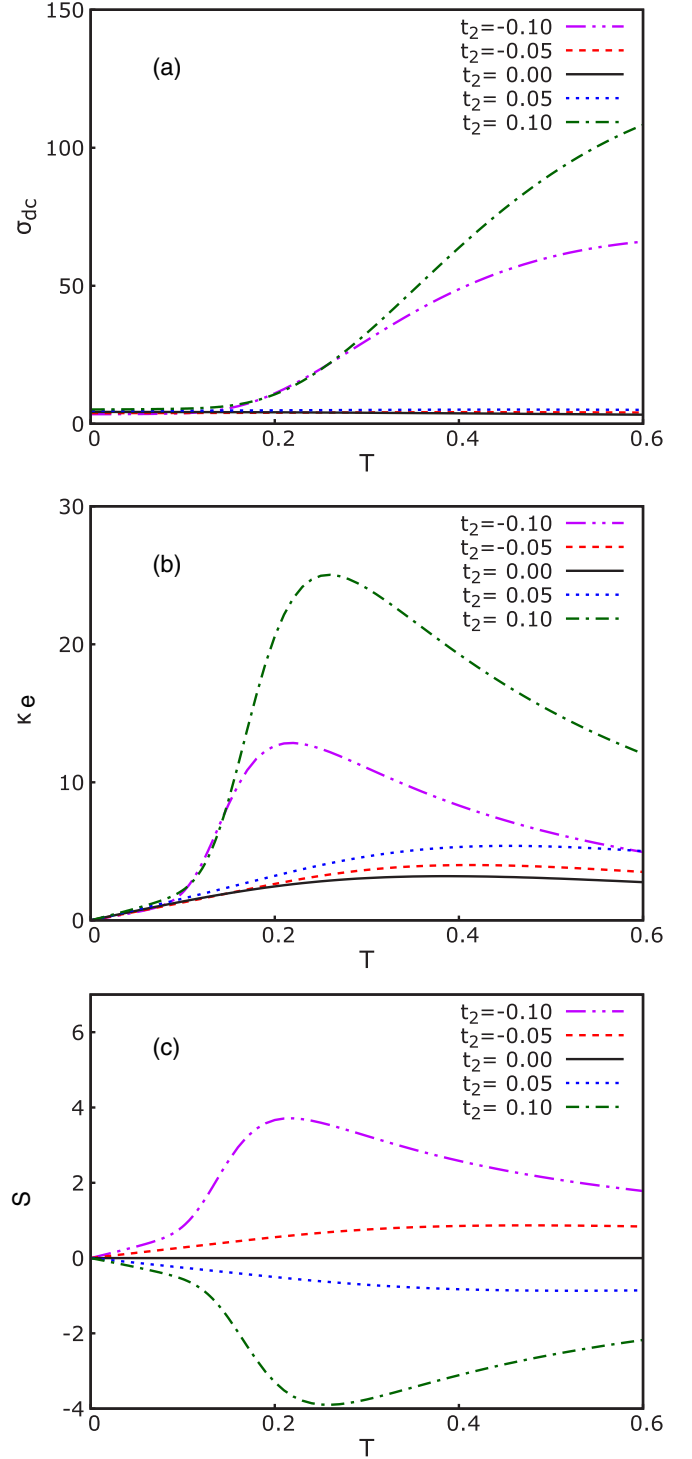 150
100
50
0
σdc
(a)
t₂=-0.10
t₂=-0.05
t₂= 0.00
t₂= 0.05
t₂= 0.10
0 0.2 0.4 0.6
T
30
20
10
0
κ e
(b)
t₂=-0.10
t₂=-0.05
t₂= 0.00
t₂= 0.05
t₂= 0.10
0 0.2 0.4 0.6
T
6
4
2
0
-2
-4
S
(c)
t₂=-0.10
t₂=-0.05
t₂= 0.00
t₂= 0.05
t₂= 0.10
0 0.2 0.4 0.6
T